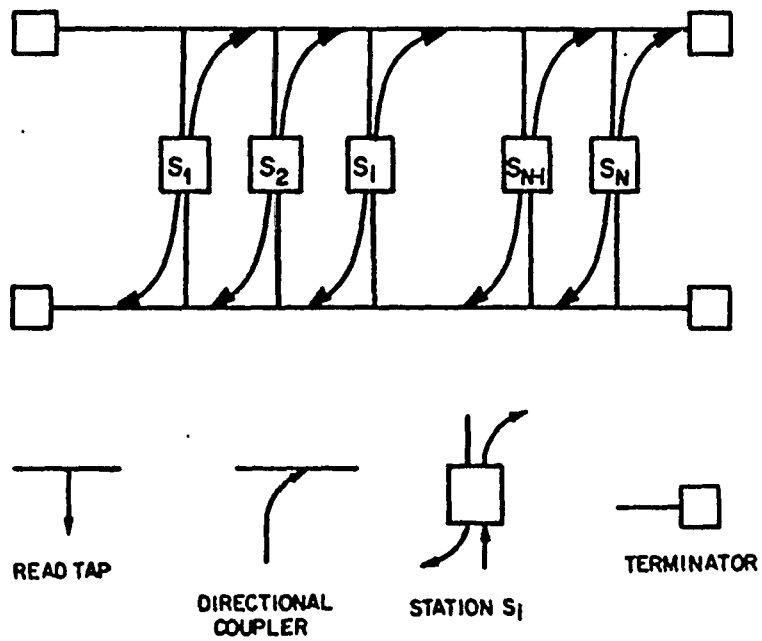 S1 S2 Si SN-1 SN
READ TAP
DIRECTIONAL
COUPLER
STATION Si
TERMINATOR